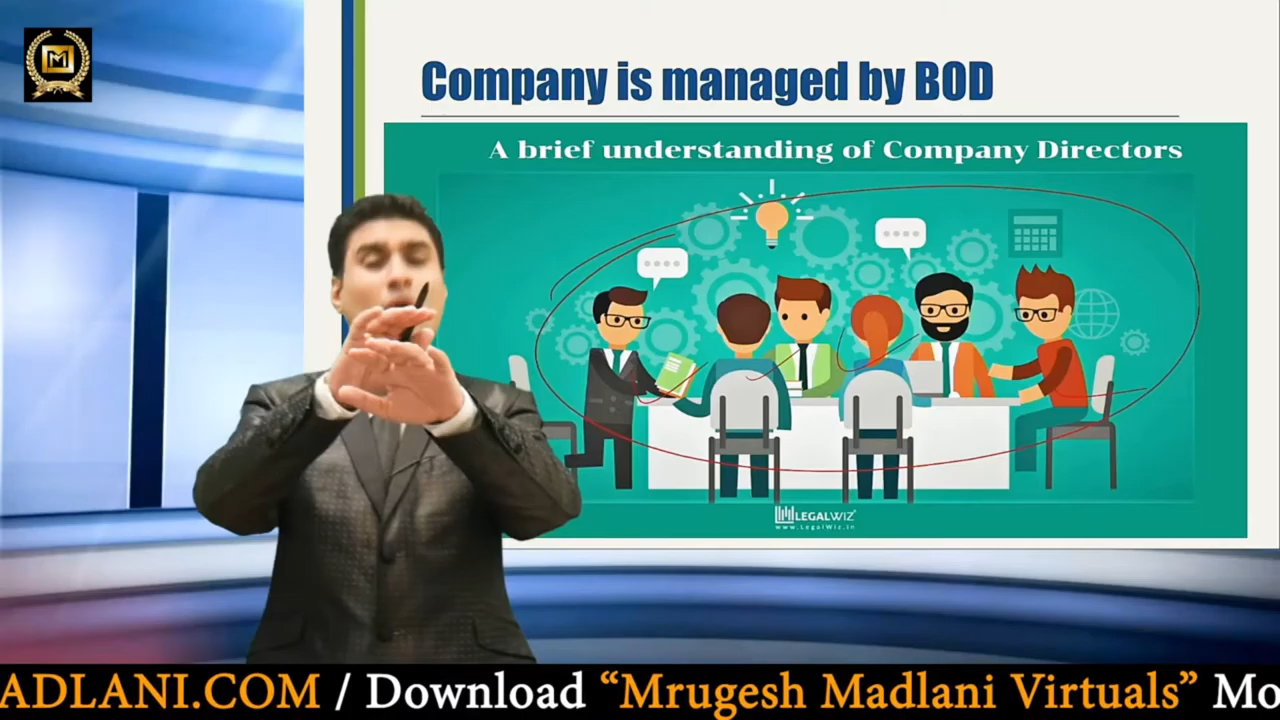 M
Company is managed by BOD
A brief understanding of Company Directors
LEGALWIZ
www.LegalWiz.in
ADLANI.COM / Download “Mrugesh Madlani Virtuals” Mo